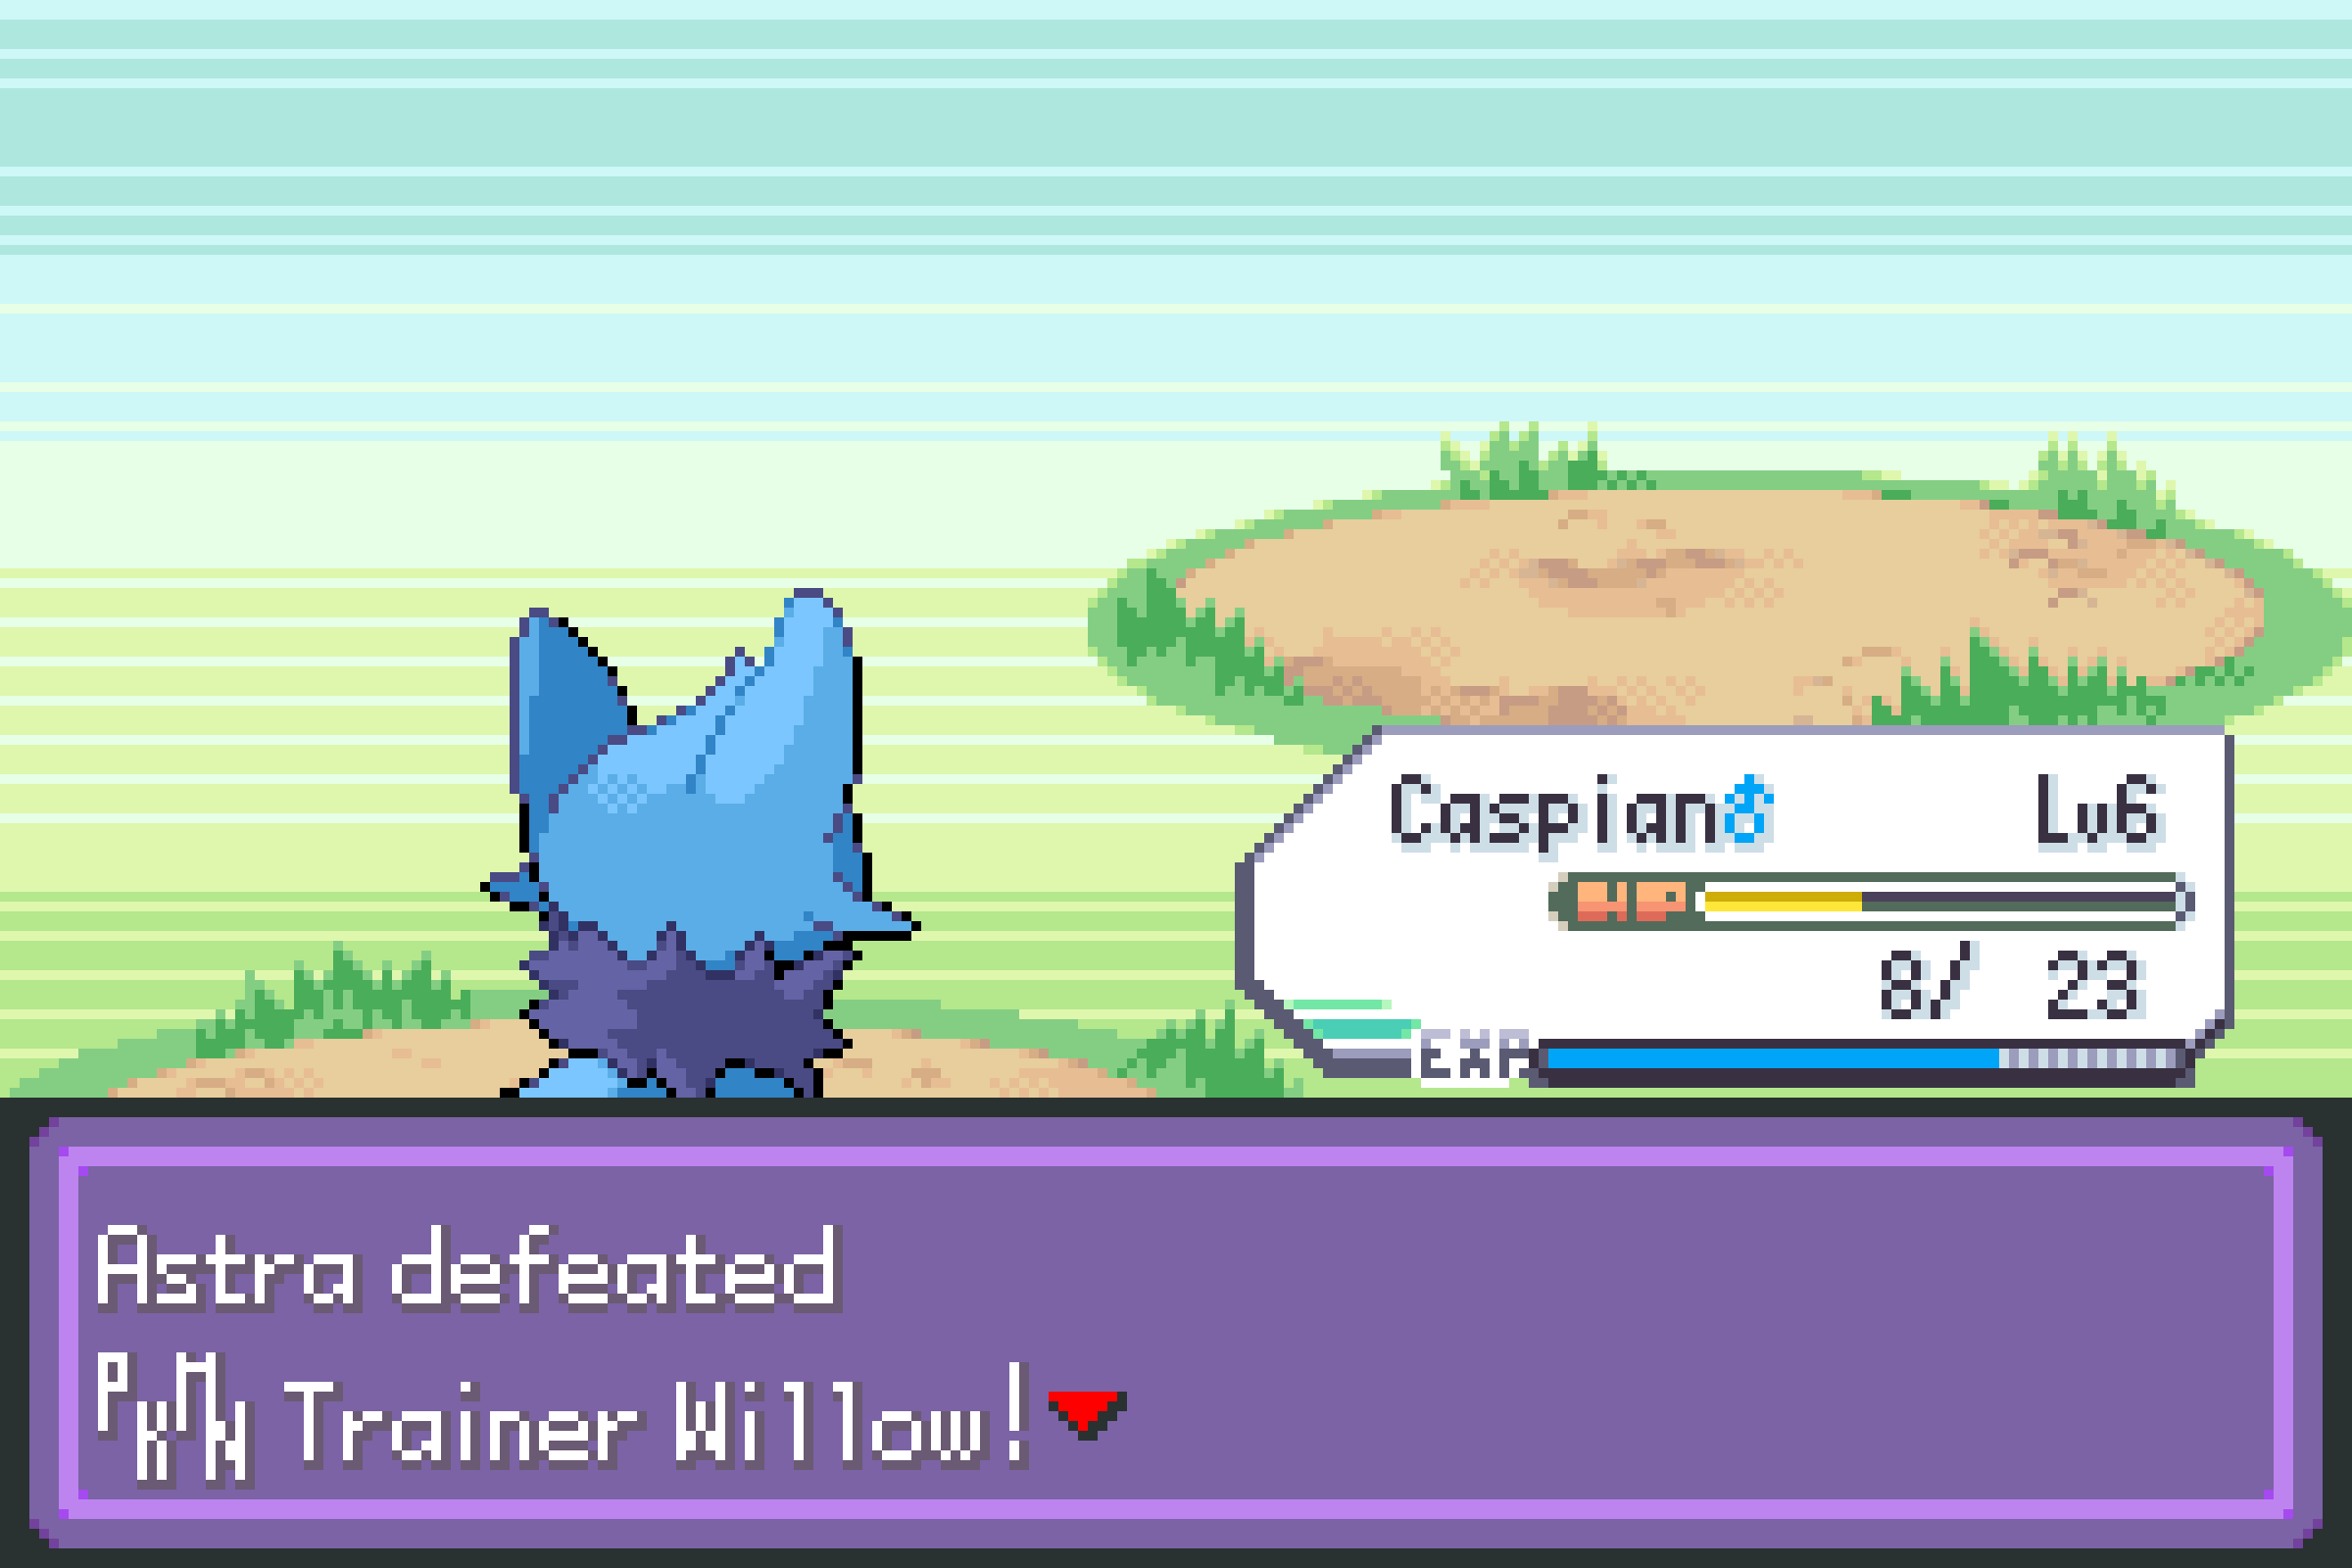 Caspian♂ Lv6
HP
8/ 23
EXP
Astra defeated
PKMN Trainer Willow!